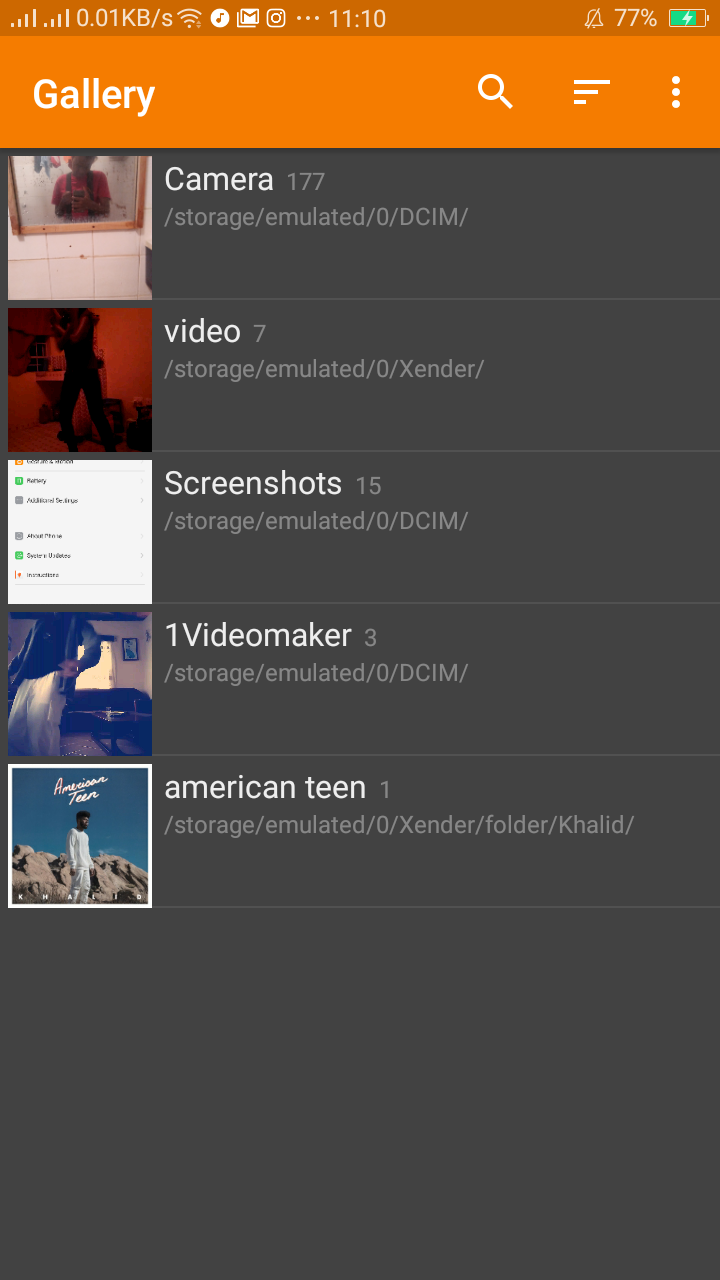 0.01KB/s 11:10 77%
Gallery
Camera 177
/storage/emulated/0/DCIM/
video 7
/storage/emulated/0/Xender/
Gesture & Motion
Battery
Additional Settings
About Phone
System Updates
Instructions
Screenshots 15
/storage/emulated/0/DCIM/
1Videomaker 3
/storage/emulated/0/DCIM/
American
Teen
KHALID
american teen 1
/storage/emulated/0/Xender/folder/Khalid/